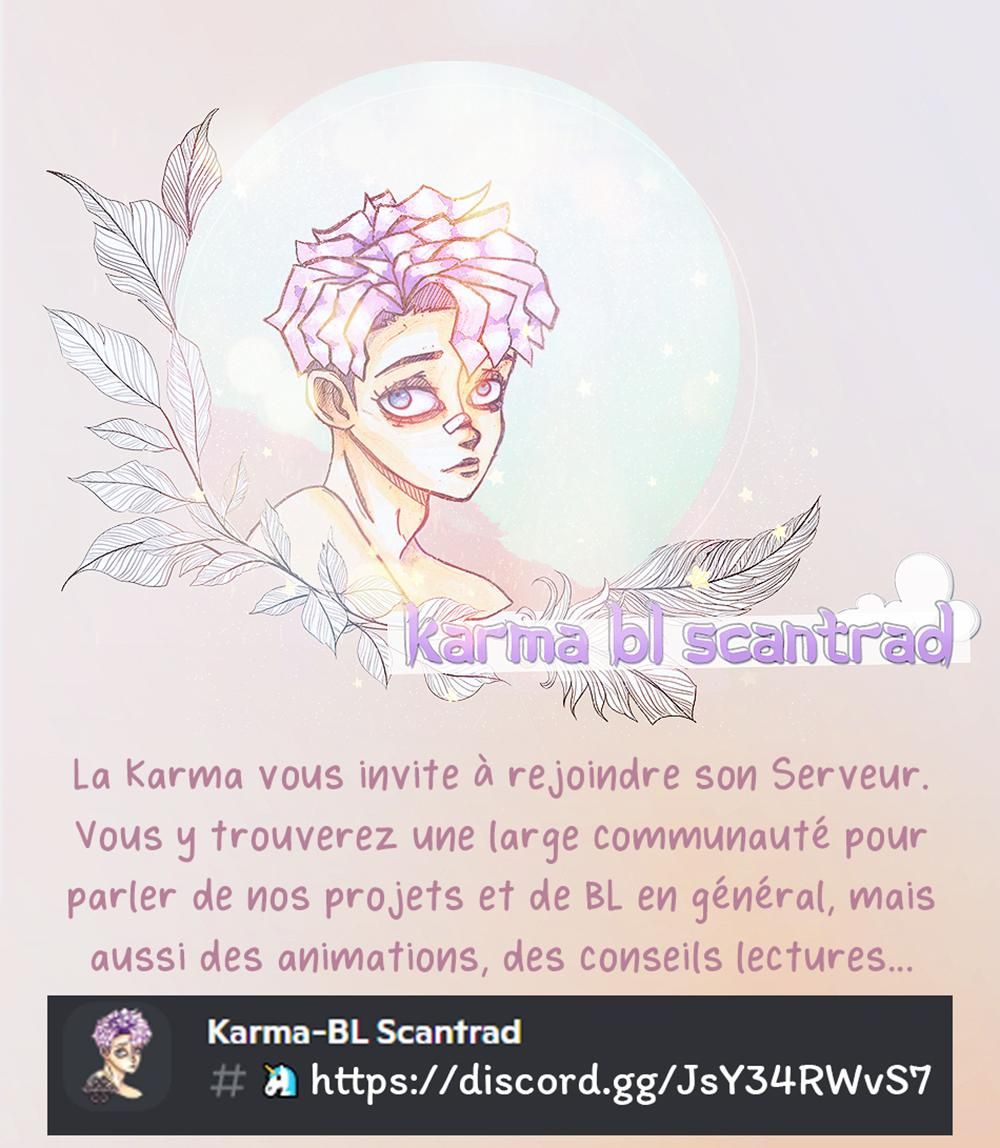 karma bl scantrad
La Karma vous invite à rejoindre son Serveur.
Vous y trouverez une large communauté pour
parler de nos projets et de BL en général, mais
aussi des animations, des conseils lectures...
Karma-BL Scantrad
# 🦄 https://discord.gg/JsY34RWvS7